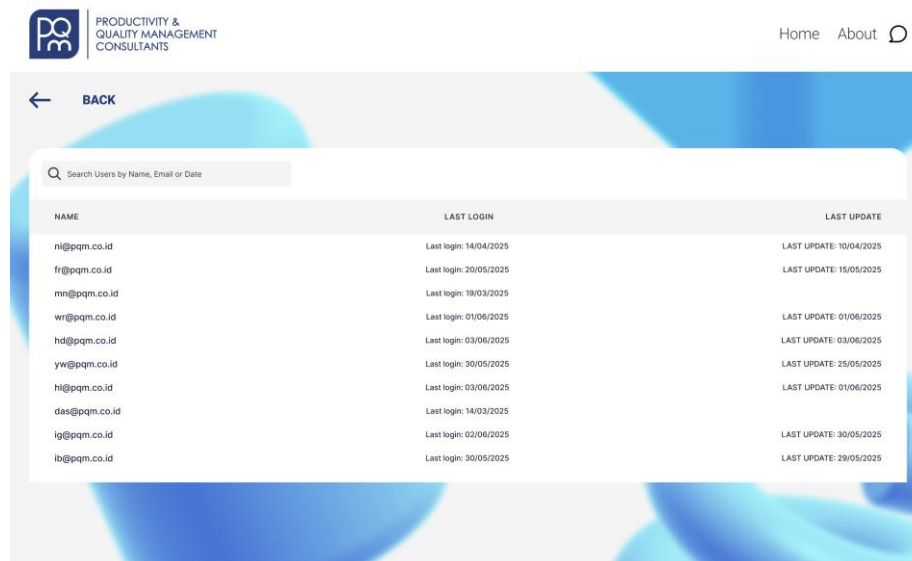 pqm
PRODUCTIVITY &
QUALITY MANAGEMENT
CONSULTANTS
Home About
BACK
Search Users by Name, Email or Date
NAME LAST LOGIN LAST UPDATE
ni@pqm.co.id Last login: 14/04/2025 LAST UPDATE: 10/04/2025
fr@pqm.co.id Last login: 20/05/2025 LAST UPDATE: 15/05/2025
mn@pqm.co.id Last login: 19/03/2025
wr@pqm.co.id Last login: 01/06/2025 LAST UPDATE: 01/06/2025
hd@pqm.co.id Last login: 03/06/2025 LAST UPDATE: 03/06/2025
yw@pqm.co.id Last login: 30/05/2025 LAST UPDATE: 25/05/2025
hl@pqm.co.id Last login: 03/06/2025 LAST UPDATE: 01/06/2025
das@pqm.co.id Last login: 14/03/2025
ig@pqm.co.id Last login: 02/06/2025 LAST UPDATE: 30/05/2025
ib@pqm.co.id Last login: 30/05/2025 LAST UPDATE: 29/05/2025